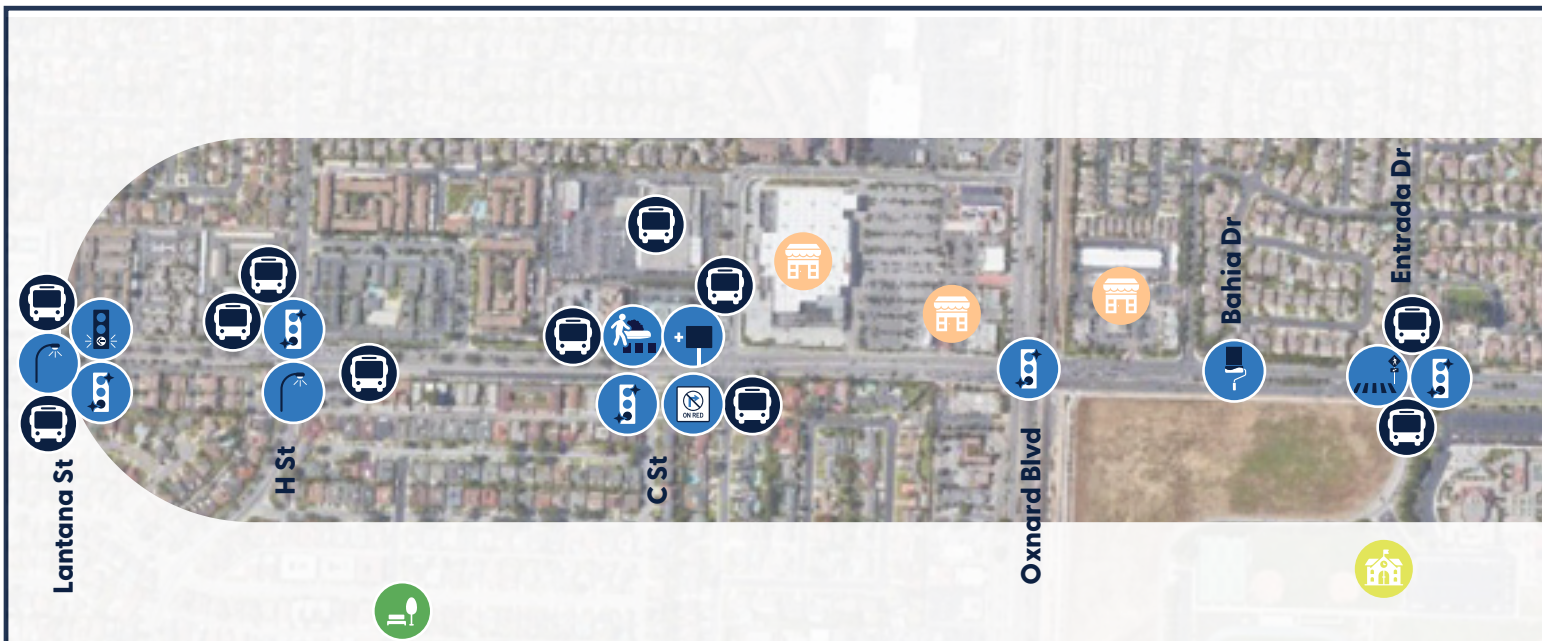 Lantana St
H St
C St
ON RED
Oxnard Blvd
Bahia Dr
Entrada Dr